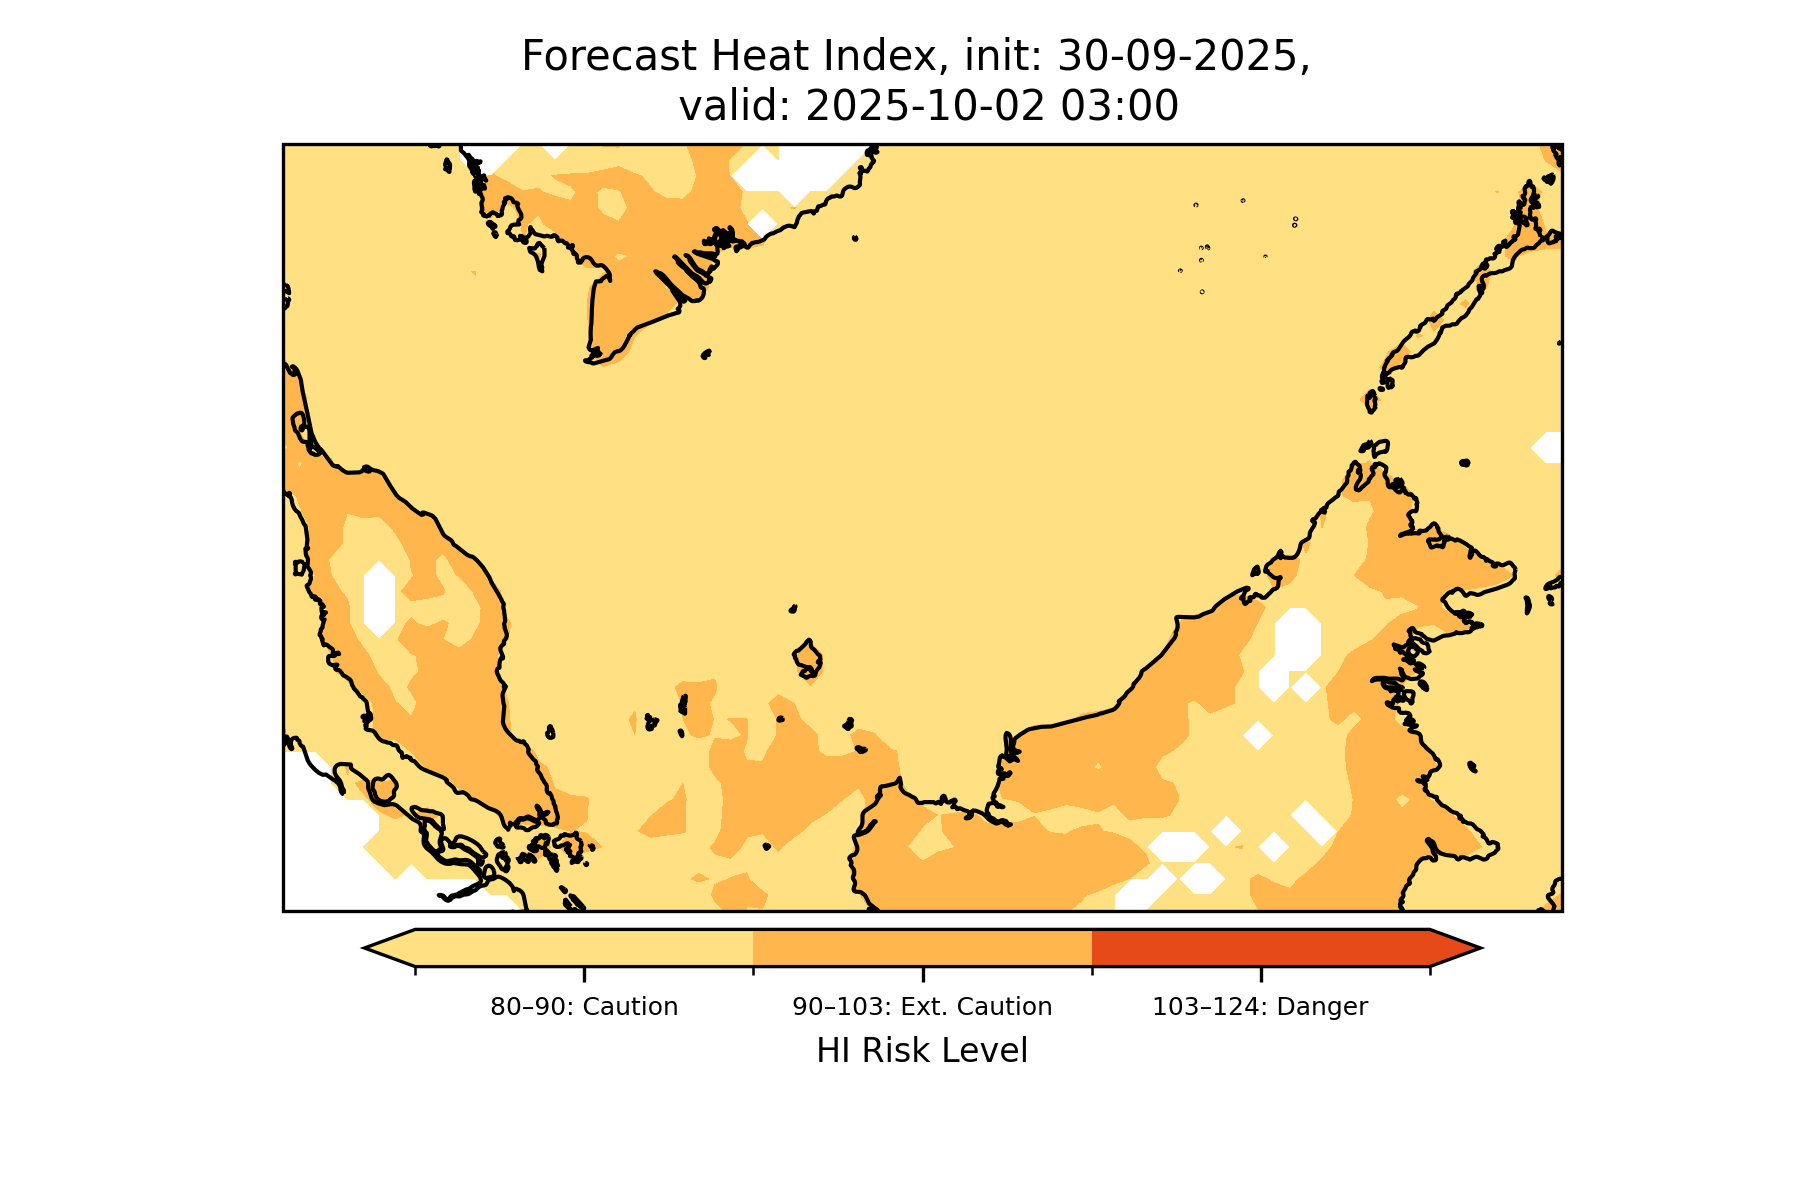 Forecast Heat Index, init: 30-09-2025,
valid: 2025-10-02 03:00
80–90: Caution
90–103: Ext. Caution
103–124: Danger
HI Risk Level